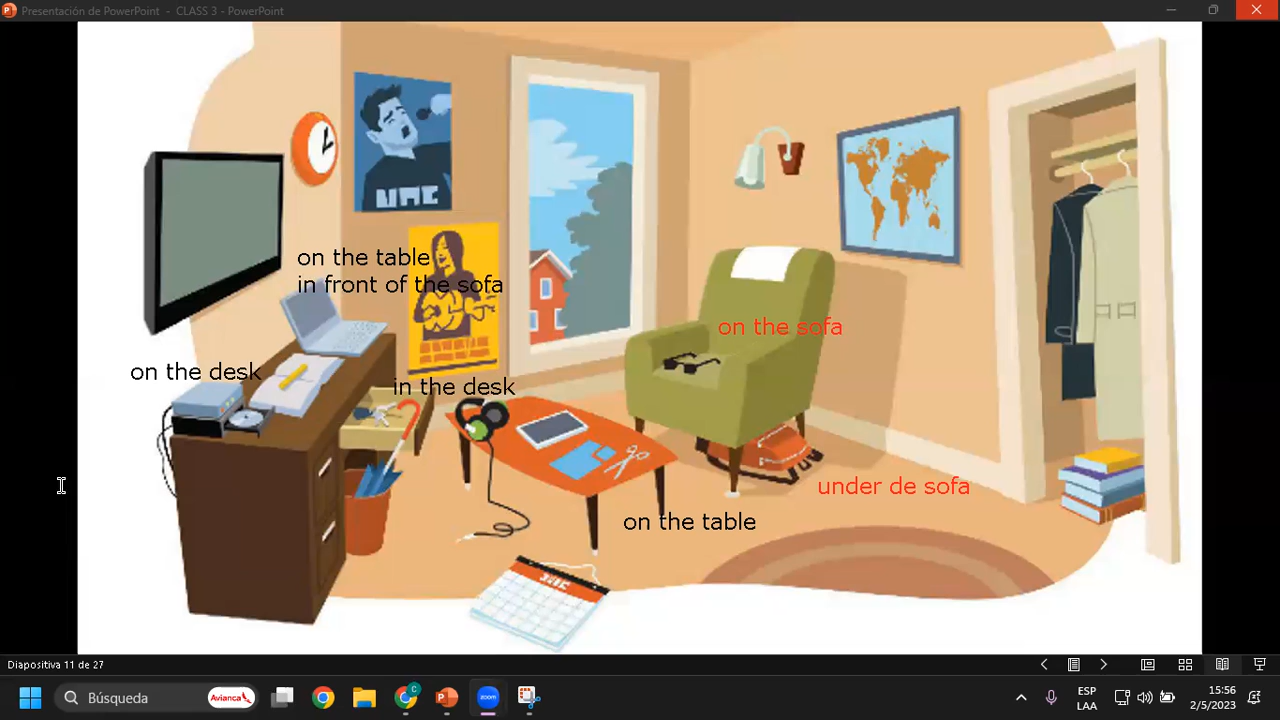 Presentación de PowerPoint - CLASS 3 - PowerPoint
on the table
in front of the sofa
on the sofa
on the desk
in the desk
under de sofa
on the table
Diapositiva 11 de 27
Búsqueda
Avianca
zoom
ESP
LAA
15:56
2/5/2023